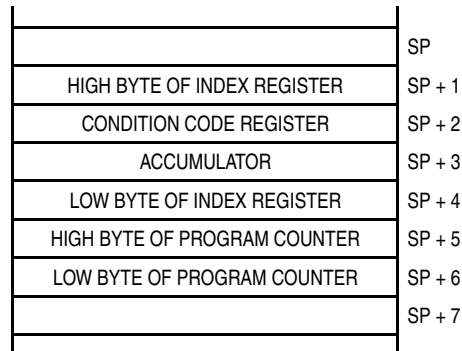 SP
HIGH BYTE OF INDEX REGISTER SP + 1
CONDITION CODE REGISTER SP + 2
ACCUMULATOR SP + 3
LOW BYTE OF INDEX REGISTER SP + 4
HIGH BYTE OF PROGRAM COUNTER SP + 5
LOW BYTE OF PROGRAM COUNTER SP + 6
SP + 7